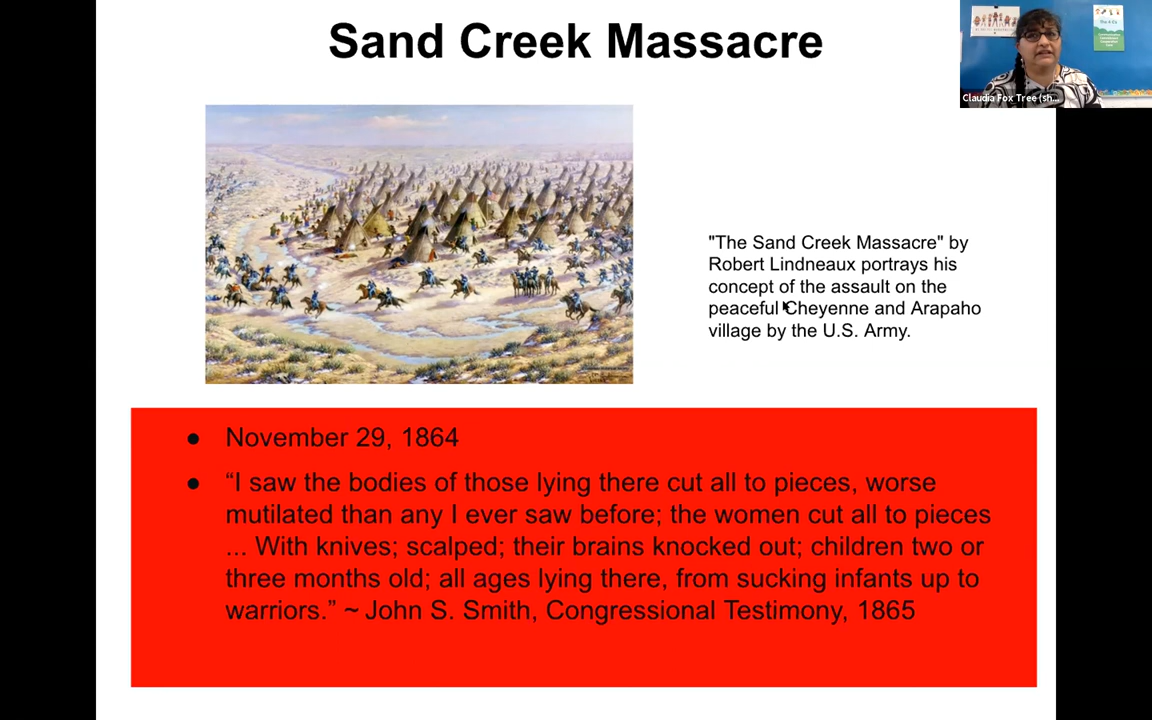 Sand Creek Massacre
Claudia Fox Tree (sh...
"The Sand Creek Massacre" by
Robert Lindneaux portrays his
concept of the assault on the
peaceful Cheyenne and Arapaho
village by the U.S. Army.
● November 29, 1864
● “I saw the bodies of those lying there cut all to pieces, worse
mutilated than any I ever saw before; the women cut all to pieces
... With knives; scalped; their brains knocked out; children two or
three months old; all ages lying there, from sucking infants up to
warriors.” ~ John S. Smith, Congressional Testimony, 1865